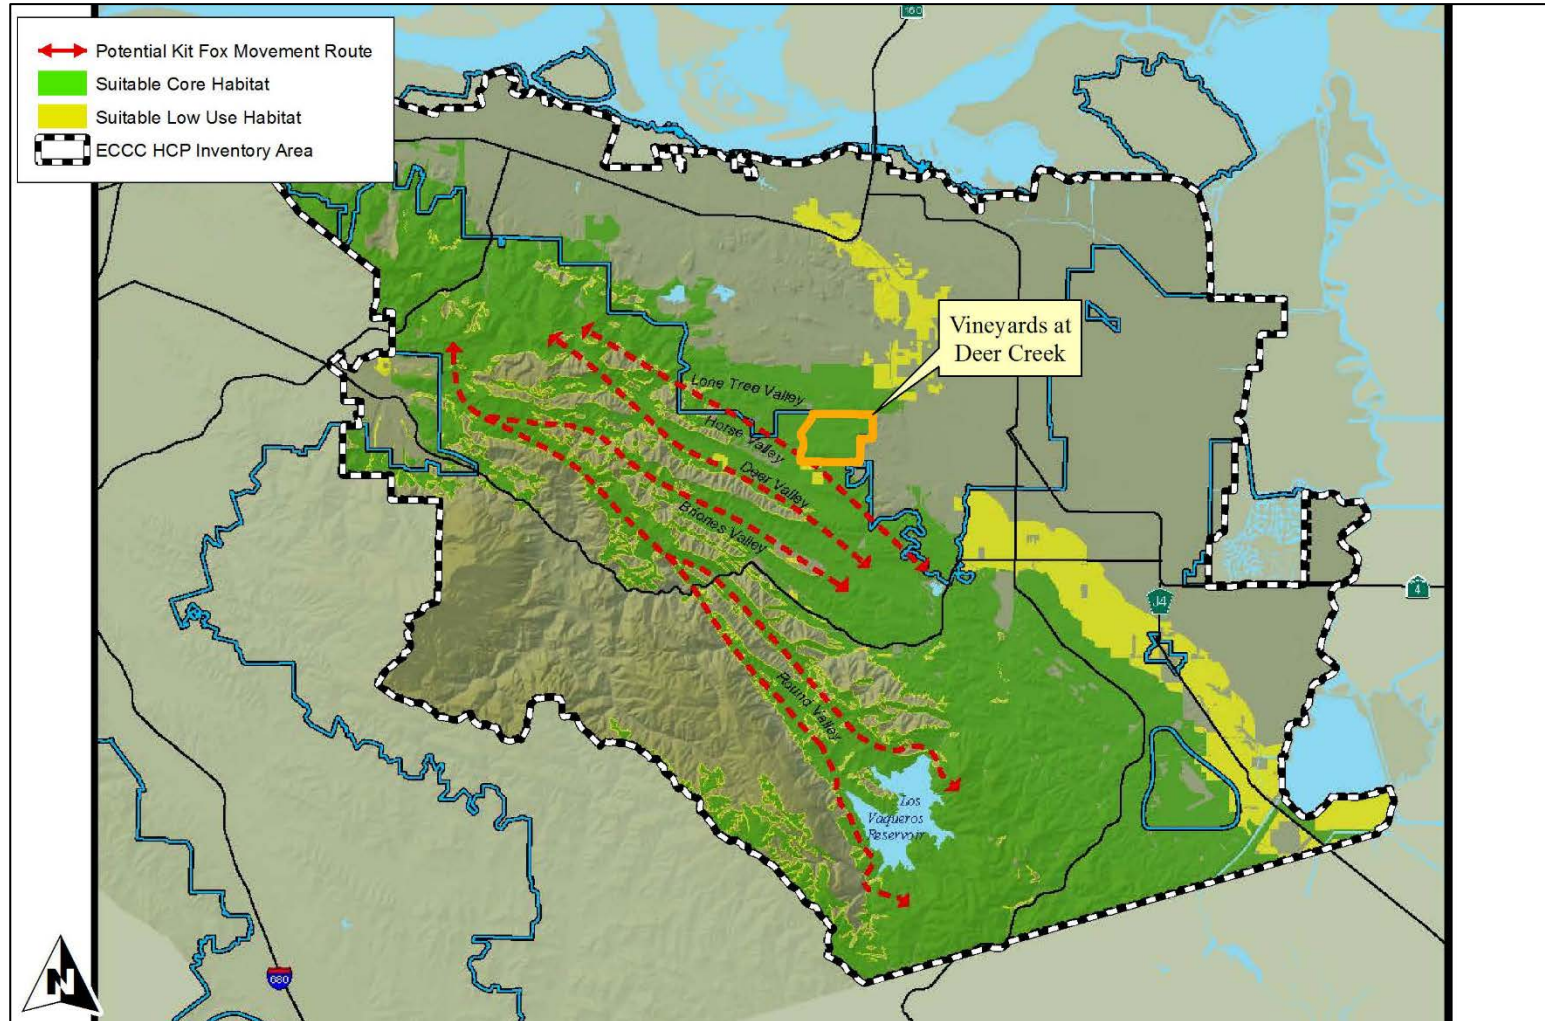 160
Potential Kit Fox Movement Route
Suitable Core Habitat
Suitable Low Use Habitat
ECCC HCP Inventory Area
Vineyards at
Deer Creek
Lone Tree Valley
Horse Valley
Deer Valley
Briones Valley
4
J4
Round Valley
Los
Vaqueros
Reservoir
N
680